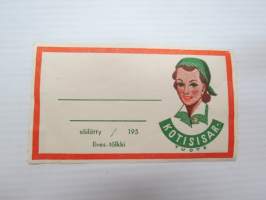 säilötty / 195
lives-tölkki
KOTISISAR-
TUOTE